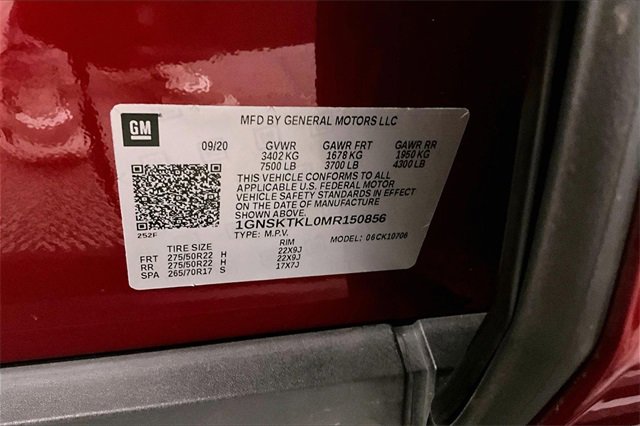 GM
MFD BY GENERAL MOTORS LLC
09/20 GVWR GAWR FRT GAWR RR
3402 KG 1678 KG 1950 KG
7500 LB 3700 LB 4300 LB
THIS VEHICLE CONFORMS TO ALL
APPLICABLE U.S. FEDERAL MOTOR
VEHICLE SAFETY STANDARDS IN EFFECT
ON THE DATE OF MANUFACTURE
SHOWN ABOVE.
1GNSKTKL0MR150856
252F TYPE: M.P.V. MODEL: 06CK10706
TIRE SIZE RIM
FRT 275/50R22 H 22X9J
RR 275/50R22 H 22X9J
SPA 265/70R17 S 17X7J